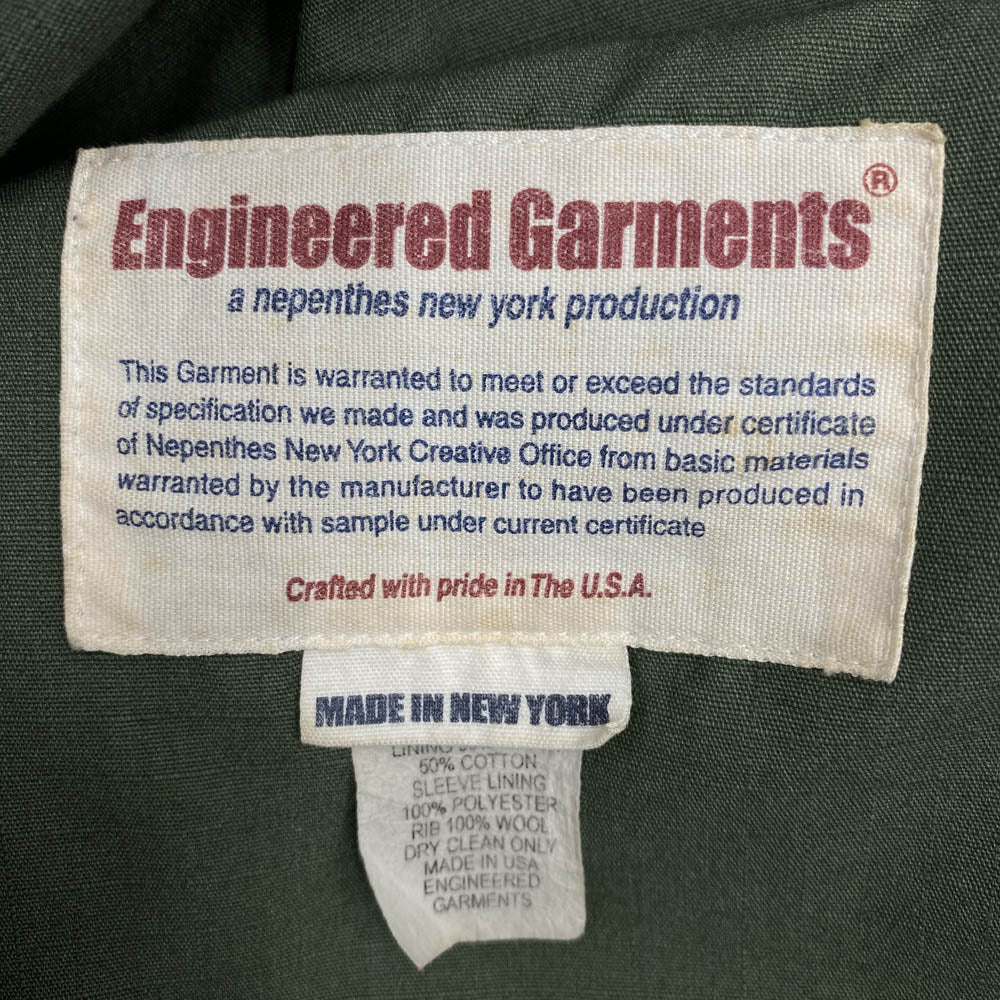 Engineered Garments®
a nepenthes new york production
This Garment is warranted to meet or exceed the standards
of specification we made and was produced under certificate
of Nepenthes New York Creative Office from basic materials
warranted by the manufacturer to have been produced in
accordance with sample under current certificate
Crafted with pride in The U.S.A.
MADE IN NEW YORK
LINING
50% COTTON
SLEEVE LINING
100% POLYESTER
RIB 100% WOOL
DRY CLEAN ONLY
MADE IN USA
ENGINEERED
GARMENTS